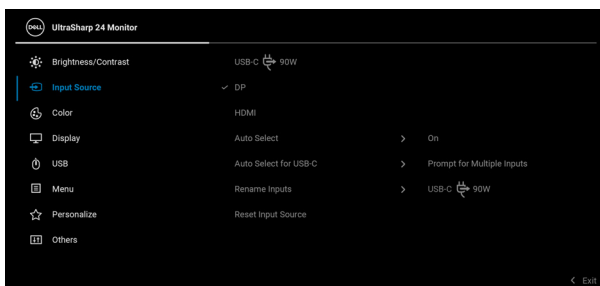 DELL UltraSharp 24 Monitor
Brightness/Contrast USB-C 90W
Input Source DP
Color HDMI
Display Auto Select On
USB Auto Select for USB-C Prompt for Multiple Inputs
Menu Rename Inputs USB-C 90W
Personalize Reset Input Source
Others
Exit